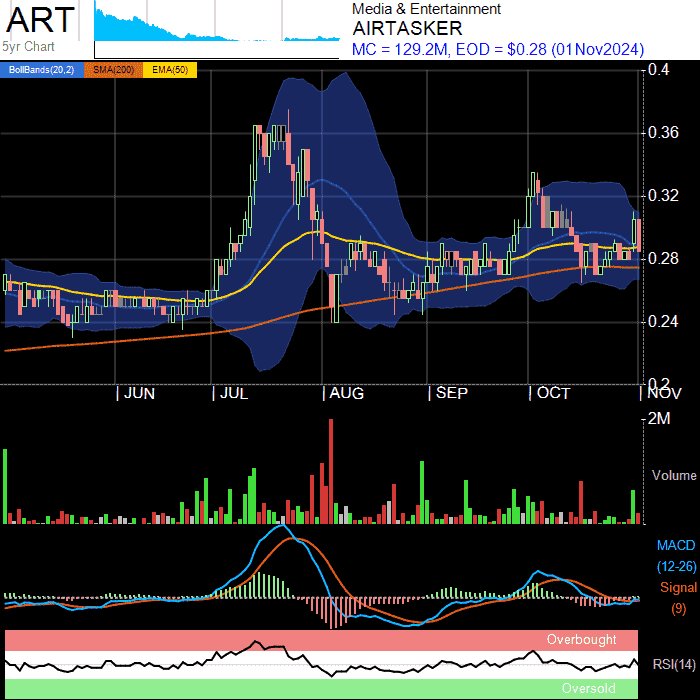 ART
5yr Chart
Media & Entertainment
AIRTASKER
MC = 129.2M, EOD = $0.28 (01Nov2024)
BollBands(20,2) SMA(200) EMA(50)
0.4
0.36
0.32
0.28
0.24
0.2
JUN JUL AUG SEP OCT NOV
2M
Volume
MACD
(12-26)
Signal
(9)
Overbought
RSI(14)
Oversold